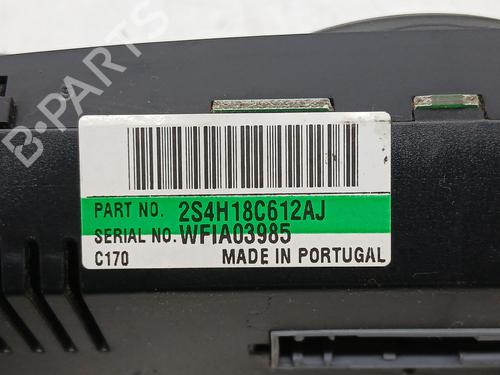 B-PARTS
PART NO. 2S4H18C612AJ
SERIAL NO. WFIA03985
C170 MADE IN PORTUGAL